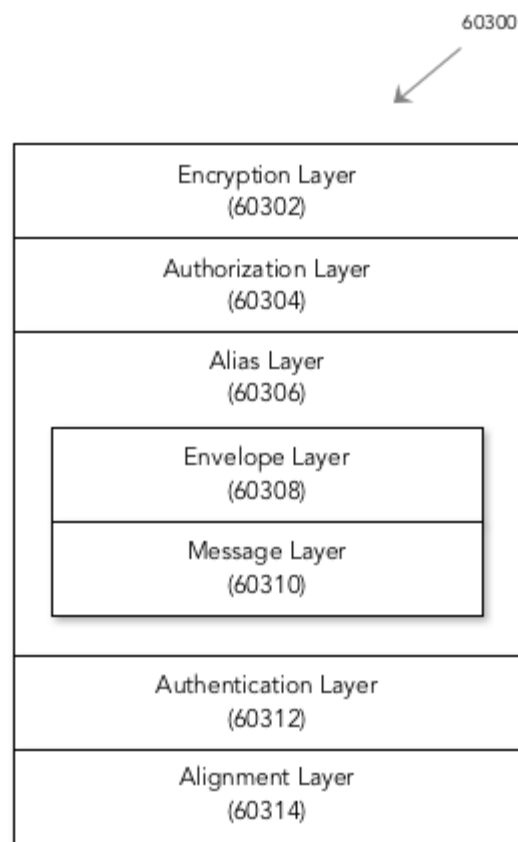 60300
Encryption Layer
(60302)
Authorization Layer
(60304)
Alias Layer
(60306)
Envelope Layer
(60308)
Message Layer
(60310)
Authentication Layer
(60312)
Alignment Layer
(60314)